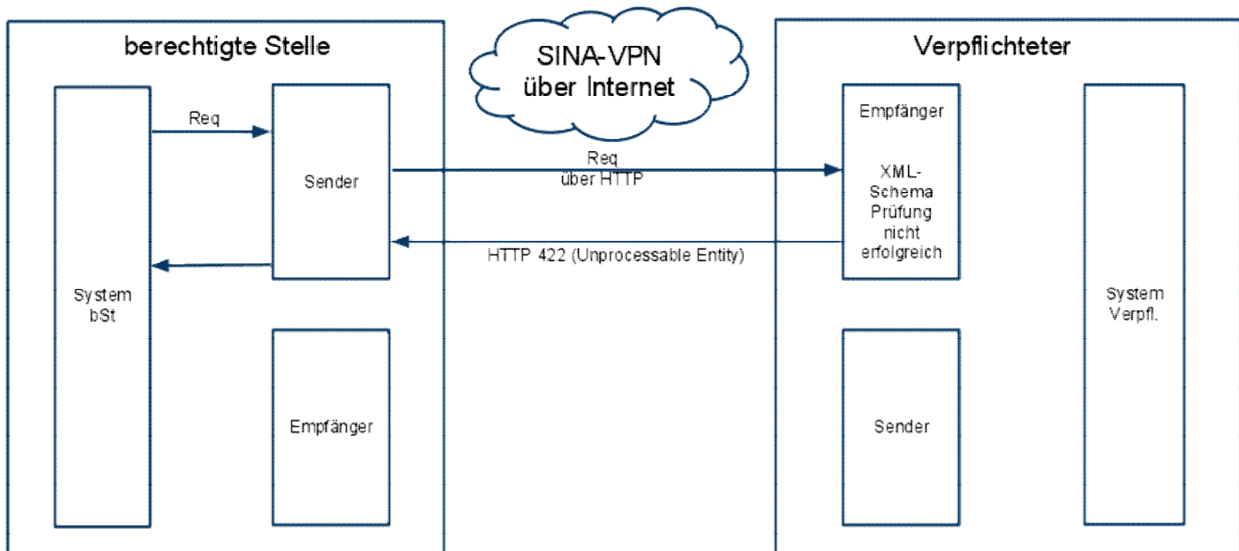 berechtigte Stelle
SINA-VPN
über Internet
Verpflichteter
Req
Sender
Req
über HTTP
Empfänger
XML-
Schema
Prüfung
nicht
erfolgreich
HTTP 422 (Unprocessable Entity)
System
bSt
System
Verpfl.
Empfänger
Sender